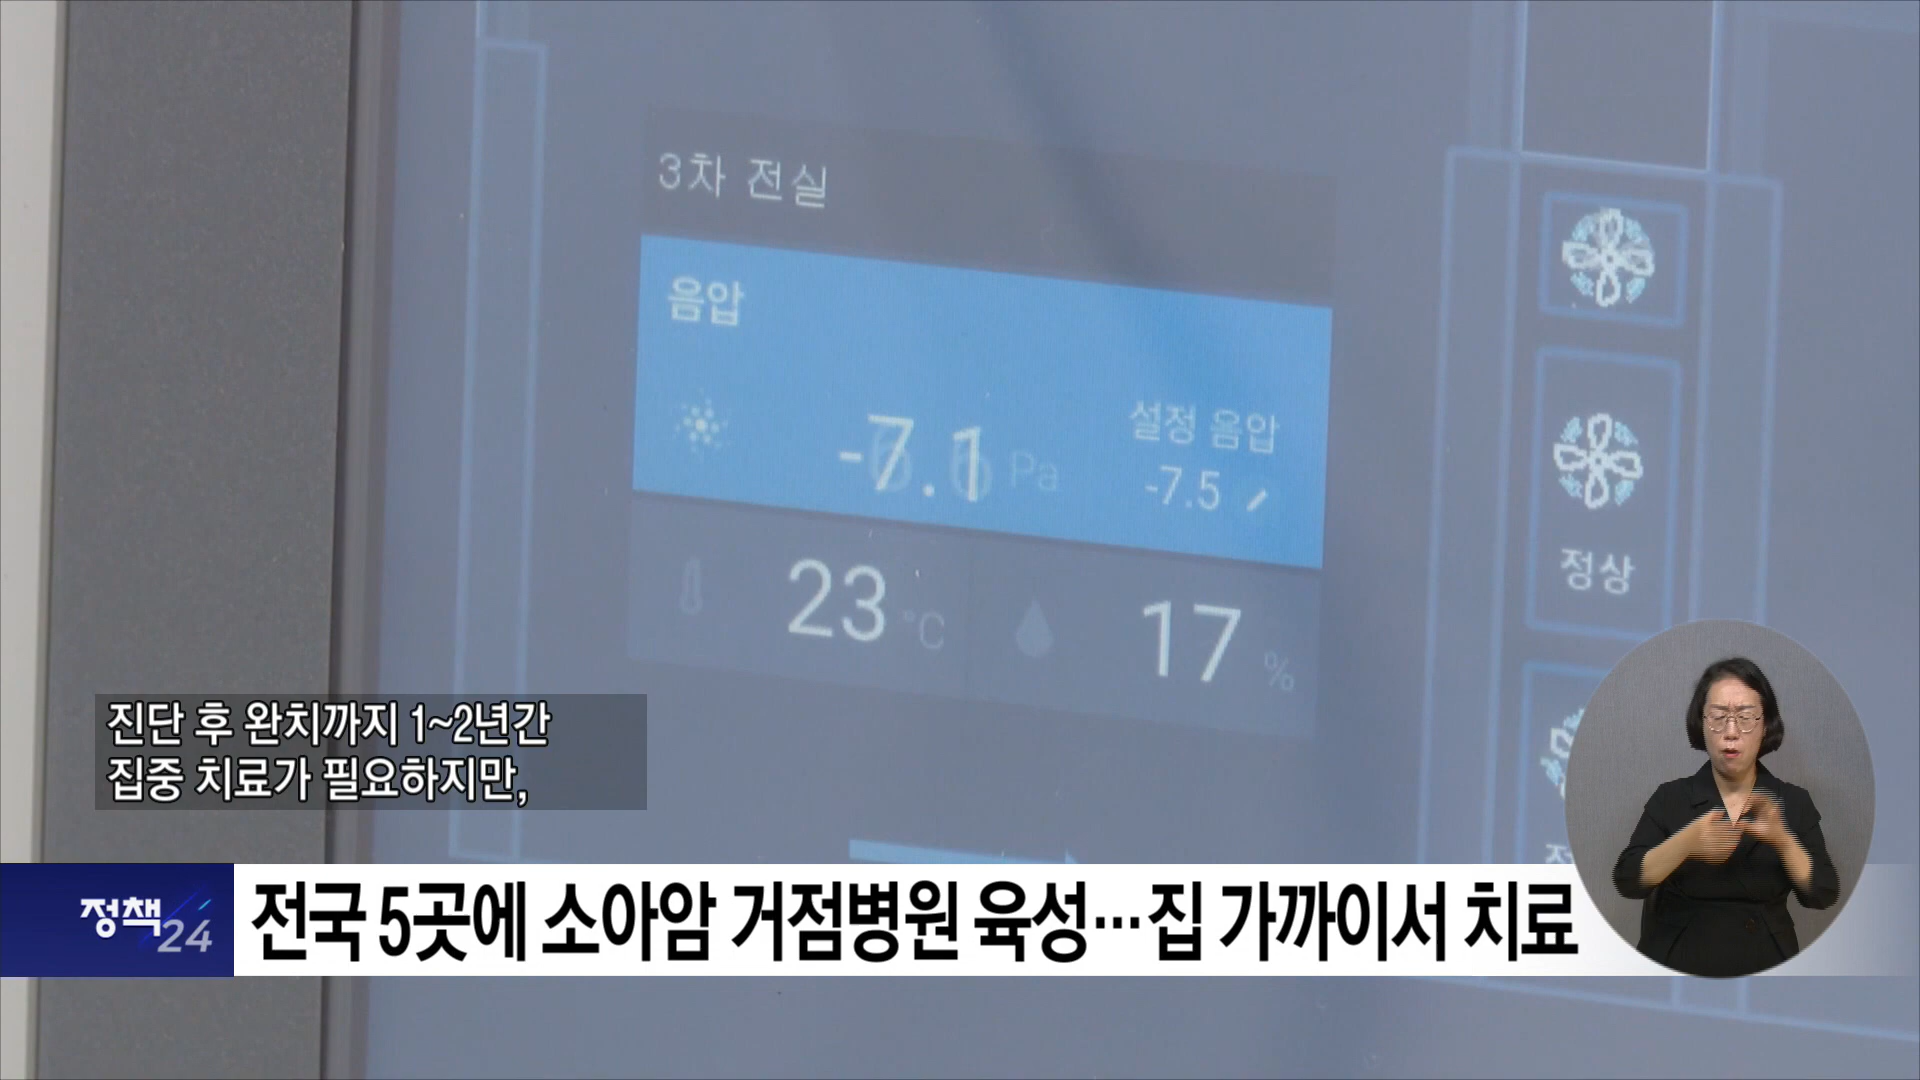 3차 전실
음압
-7.1 Pa
설정 음압
-7.5
23 °C
17 %
정상
진단 후 완치까지 1~2년간
집중 치료가 필요하지만,
정책24
전국 5곳에 소아암 거점병원 육성…집 가까이서 치료